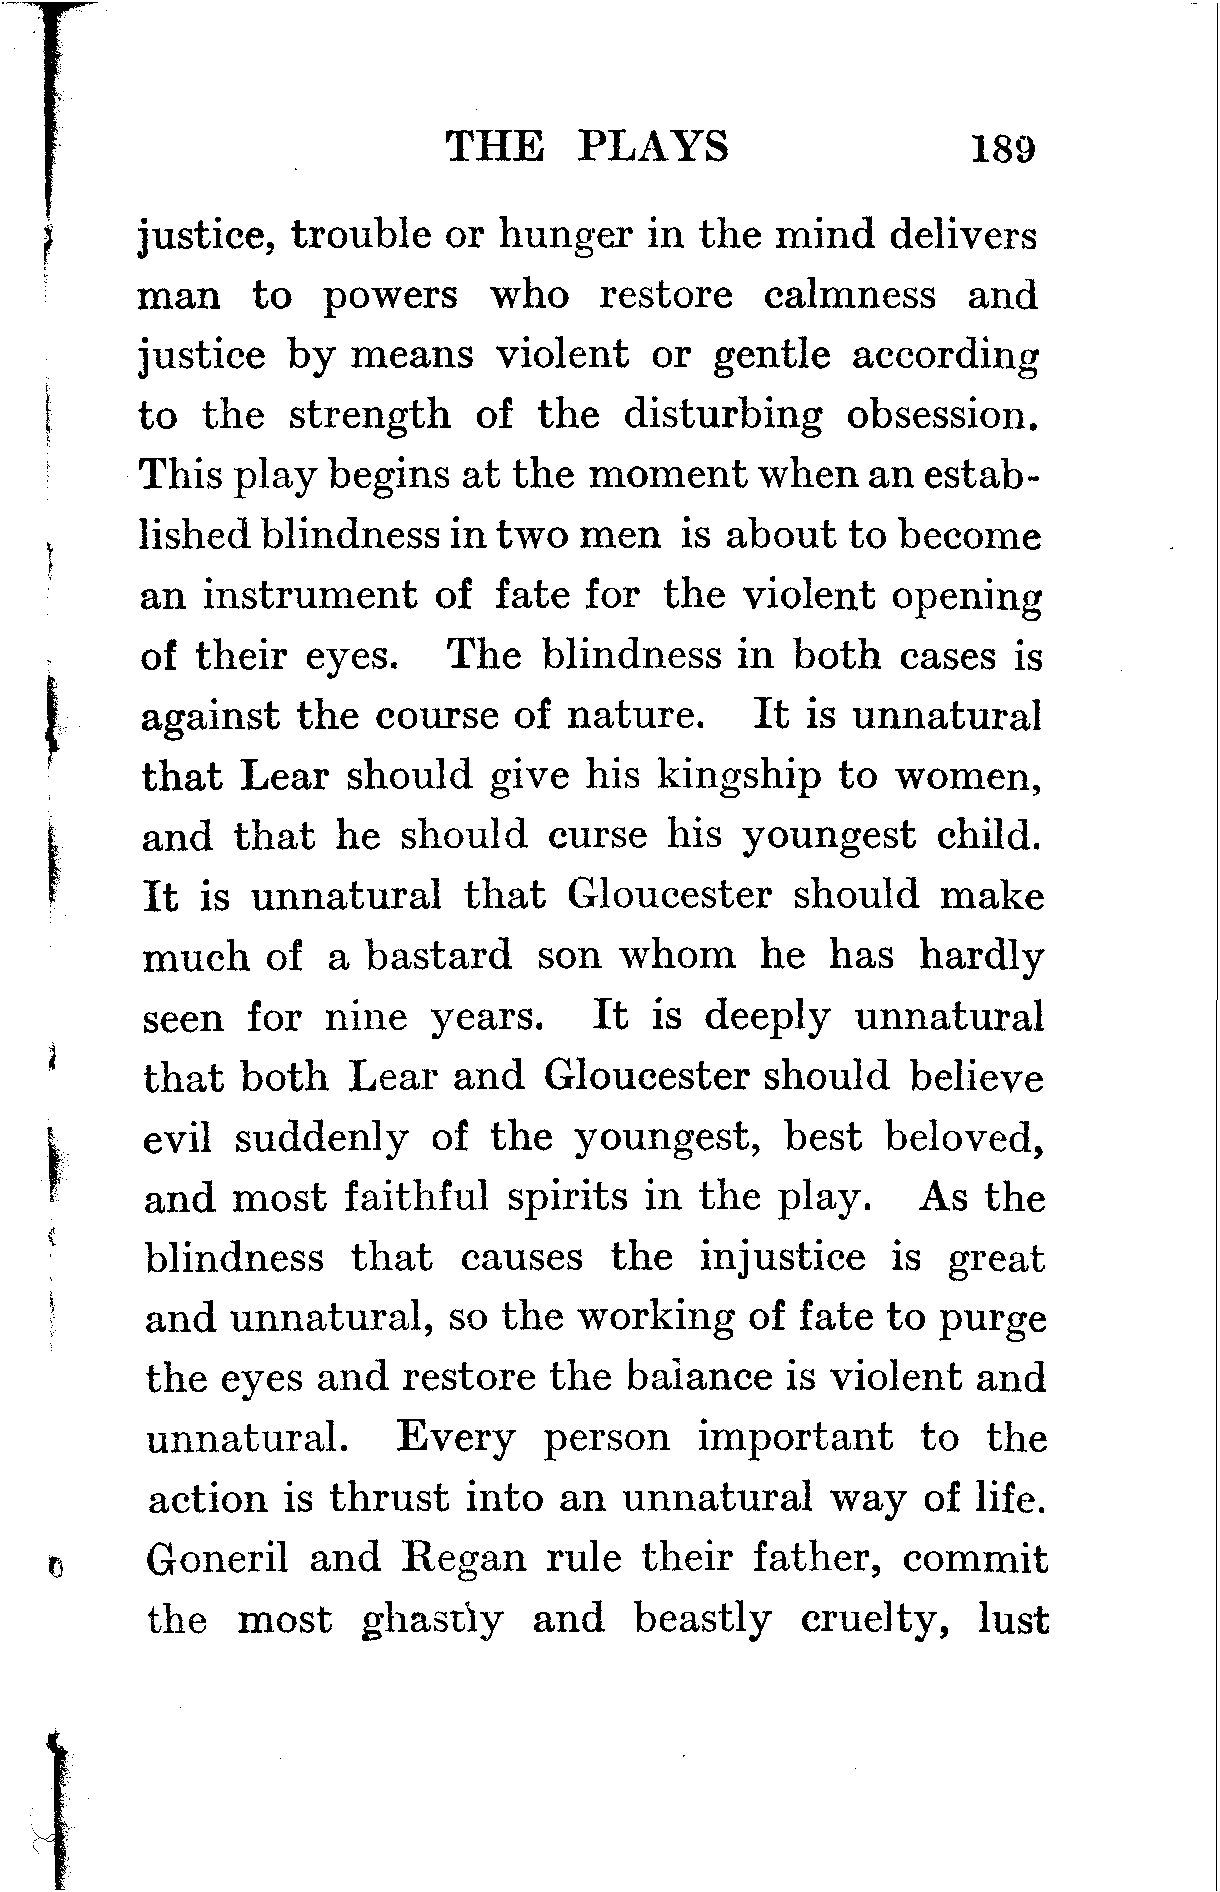 THE PLAYS 189
justice, trouble or hunger in the mind delivers
man to powers who restore calmness and
justice by means violent or gentle according
to the strength of the disturbing obsession.
This play begins at the moment when an estab-
lished blindness in two men is about to become
an instrument of fate for the violent opening
of their eyes. The blindness in both cases is
against the course of nature. It is unnatural
that Lear should give his kingship to women,
and that he should curse his youngest child.
It is unnatural that Gloucester should make
much of a bastard son whom he has hardly
seen for nine years. It is deeply unnatural
that both Lear and Gloucester should believe
evil suddenly of the youngest, best beloved,
and most faithful spirits in the play. As the
blindness that causes the injustice is great
and unnatural, so the working of fate to purge
the eyes and restore the balance is violent and
unnatural. Every person important to the
action is thrust into an unnatural way of life.
Goneril and Regan rule their father, commit
the most ghastly and beastly cruelty, lust